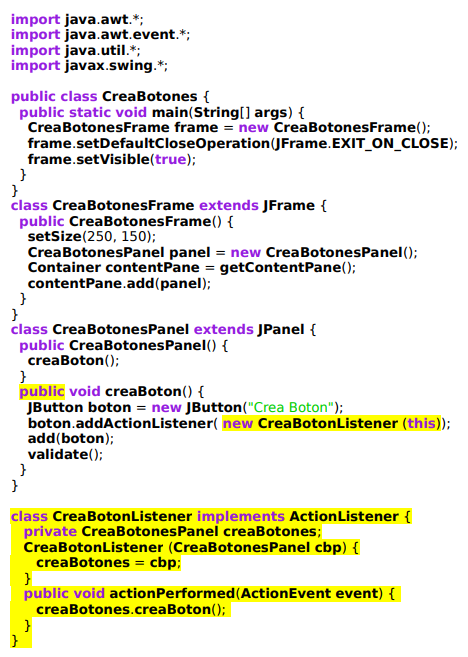 import java.awt.*;
import java.awt.event.*;
import java.util.*;
import javax.swing.*;
public class CreaBotones {
public static void main(String[] args) {
CreaBotonesFrame frame = new CreaBotonesFrame();
frame.setDefaultCloseOperation(JFrame.EXIT_ON_CLOSE);
frame.setVisible(true);
}
}
class CreaBotonesFrame extends JFrame {
public CreaBotonesFrame() {
setSize(250, 150);
CreaBotonesPanel panel = new CreaBotonesPanel();
Container contentPane = getContentPane();
contentPane.add(panel);
}
}
class CreaBotonesPanel extends JPanel {
public CreaBotonesPanel() {
creaBoton();
}
public void creaBoton() {
JButton boton = new JButton("Crea Boton");
boton.addActionListener( new CreaBotonListener (this));
add(boton);
validate();
}
}
class CreaBotonListener implements ActionListener {
private CreaBotonesPanel creaBotones;
CreaBotonListener (CreaBotonesPanel cbp) {
creaBotones = cbp;
}
public void actionPerformed(ActionEvent event) {
creaBotones.creaBoton();
}
}